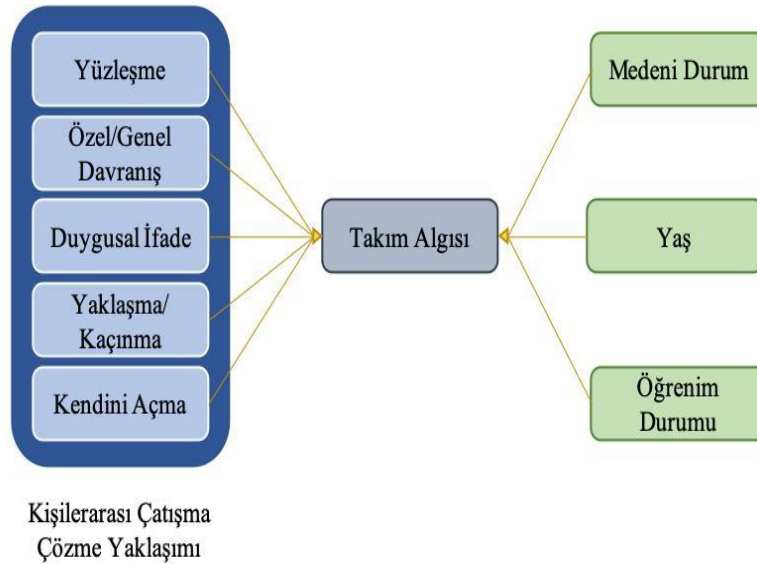 Yüzleşme
Özel/Genel
Davranış
Duygusal İfade
Yaklaşma/
Kaçınma
Kendini Açma
Kişilerarası Çatışma
Çözme Yaklaşımı
Takım Algısı
Medeni Durum
Yaş
Öğrenim
Durumu